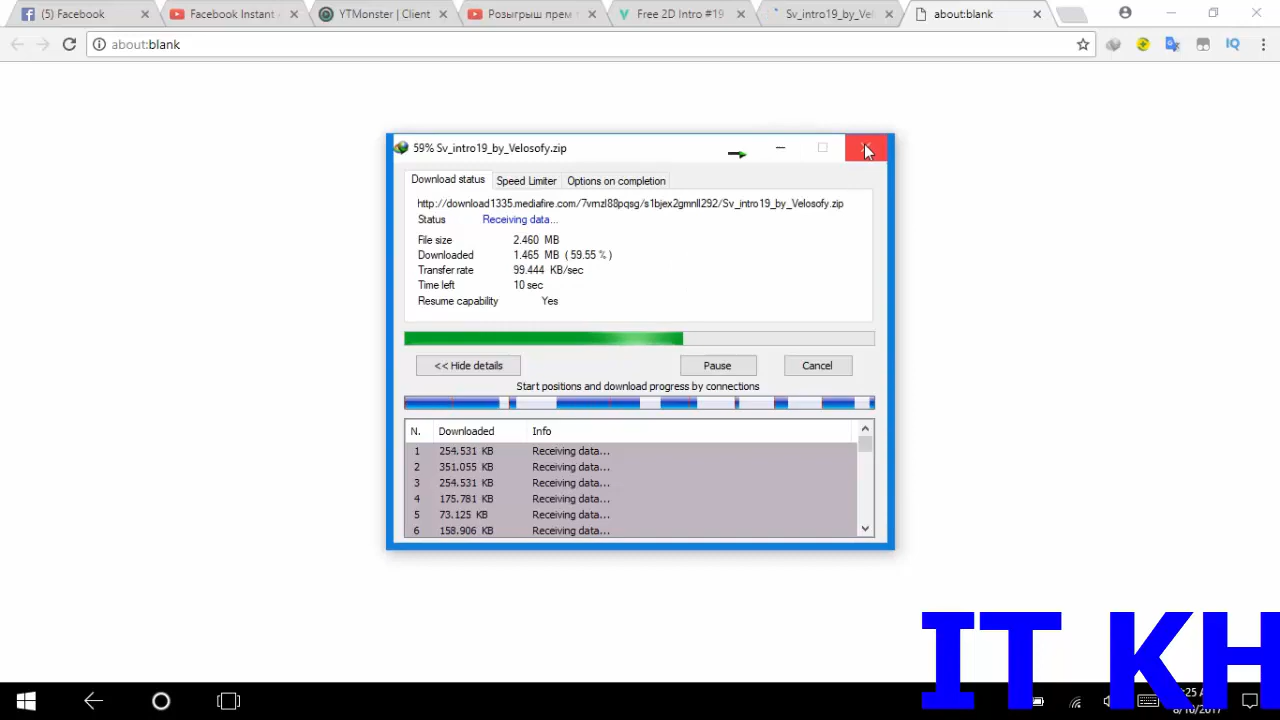 (5) Facebook
Facebook Instant
YTMonster | Client
Розыгрыш прем
Free 2D Intro #19
Sv_intro19_by_Vel
about:blank
about:blank
IQ
59% Sv_intro19_by_Velosofy.zip
Download status
Speed Limiter
Options on completion
http://download1335.mediafire.com/7vrnzl88pqsg/s1bjex2gmnll292/Sv_intro19_by_Velosofy.zip
Status Receiving data...
File size 2.460 MB
Downloaded 1.465 MB ( 59.55 % )
Transfer rate 99.444 KB/sec
Time left 10 sec
Resume capability Yes
<< Hide details
Pause
Cancel
Start positions and download progress by connections
N. Downloaded Info
1 254.531 KB Receiving data...
2 351.055 KB Receiving data...
3 254.531 KB Receiving data...
4 175.781 KB Receiving data...
5 73.125 KB Receiving data...
6 158.906 KB Receiving data...
IT KH
8/10/2017